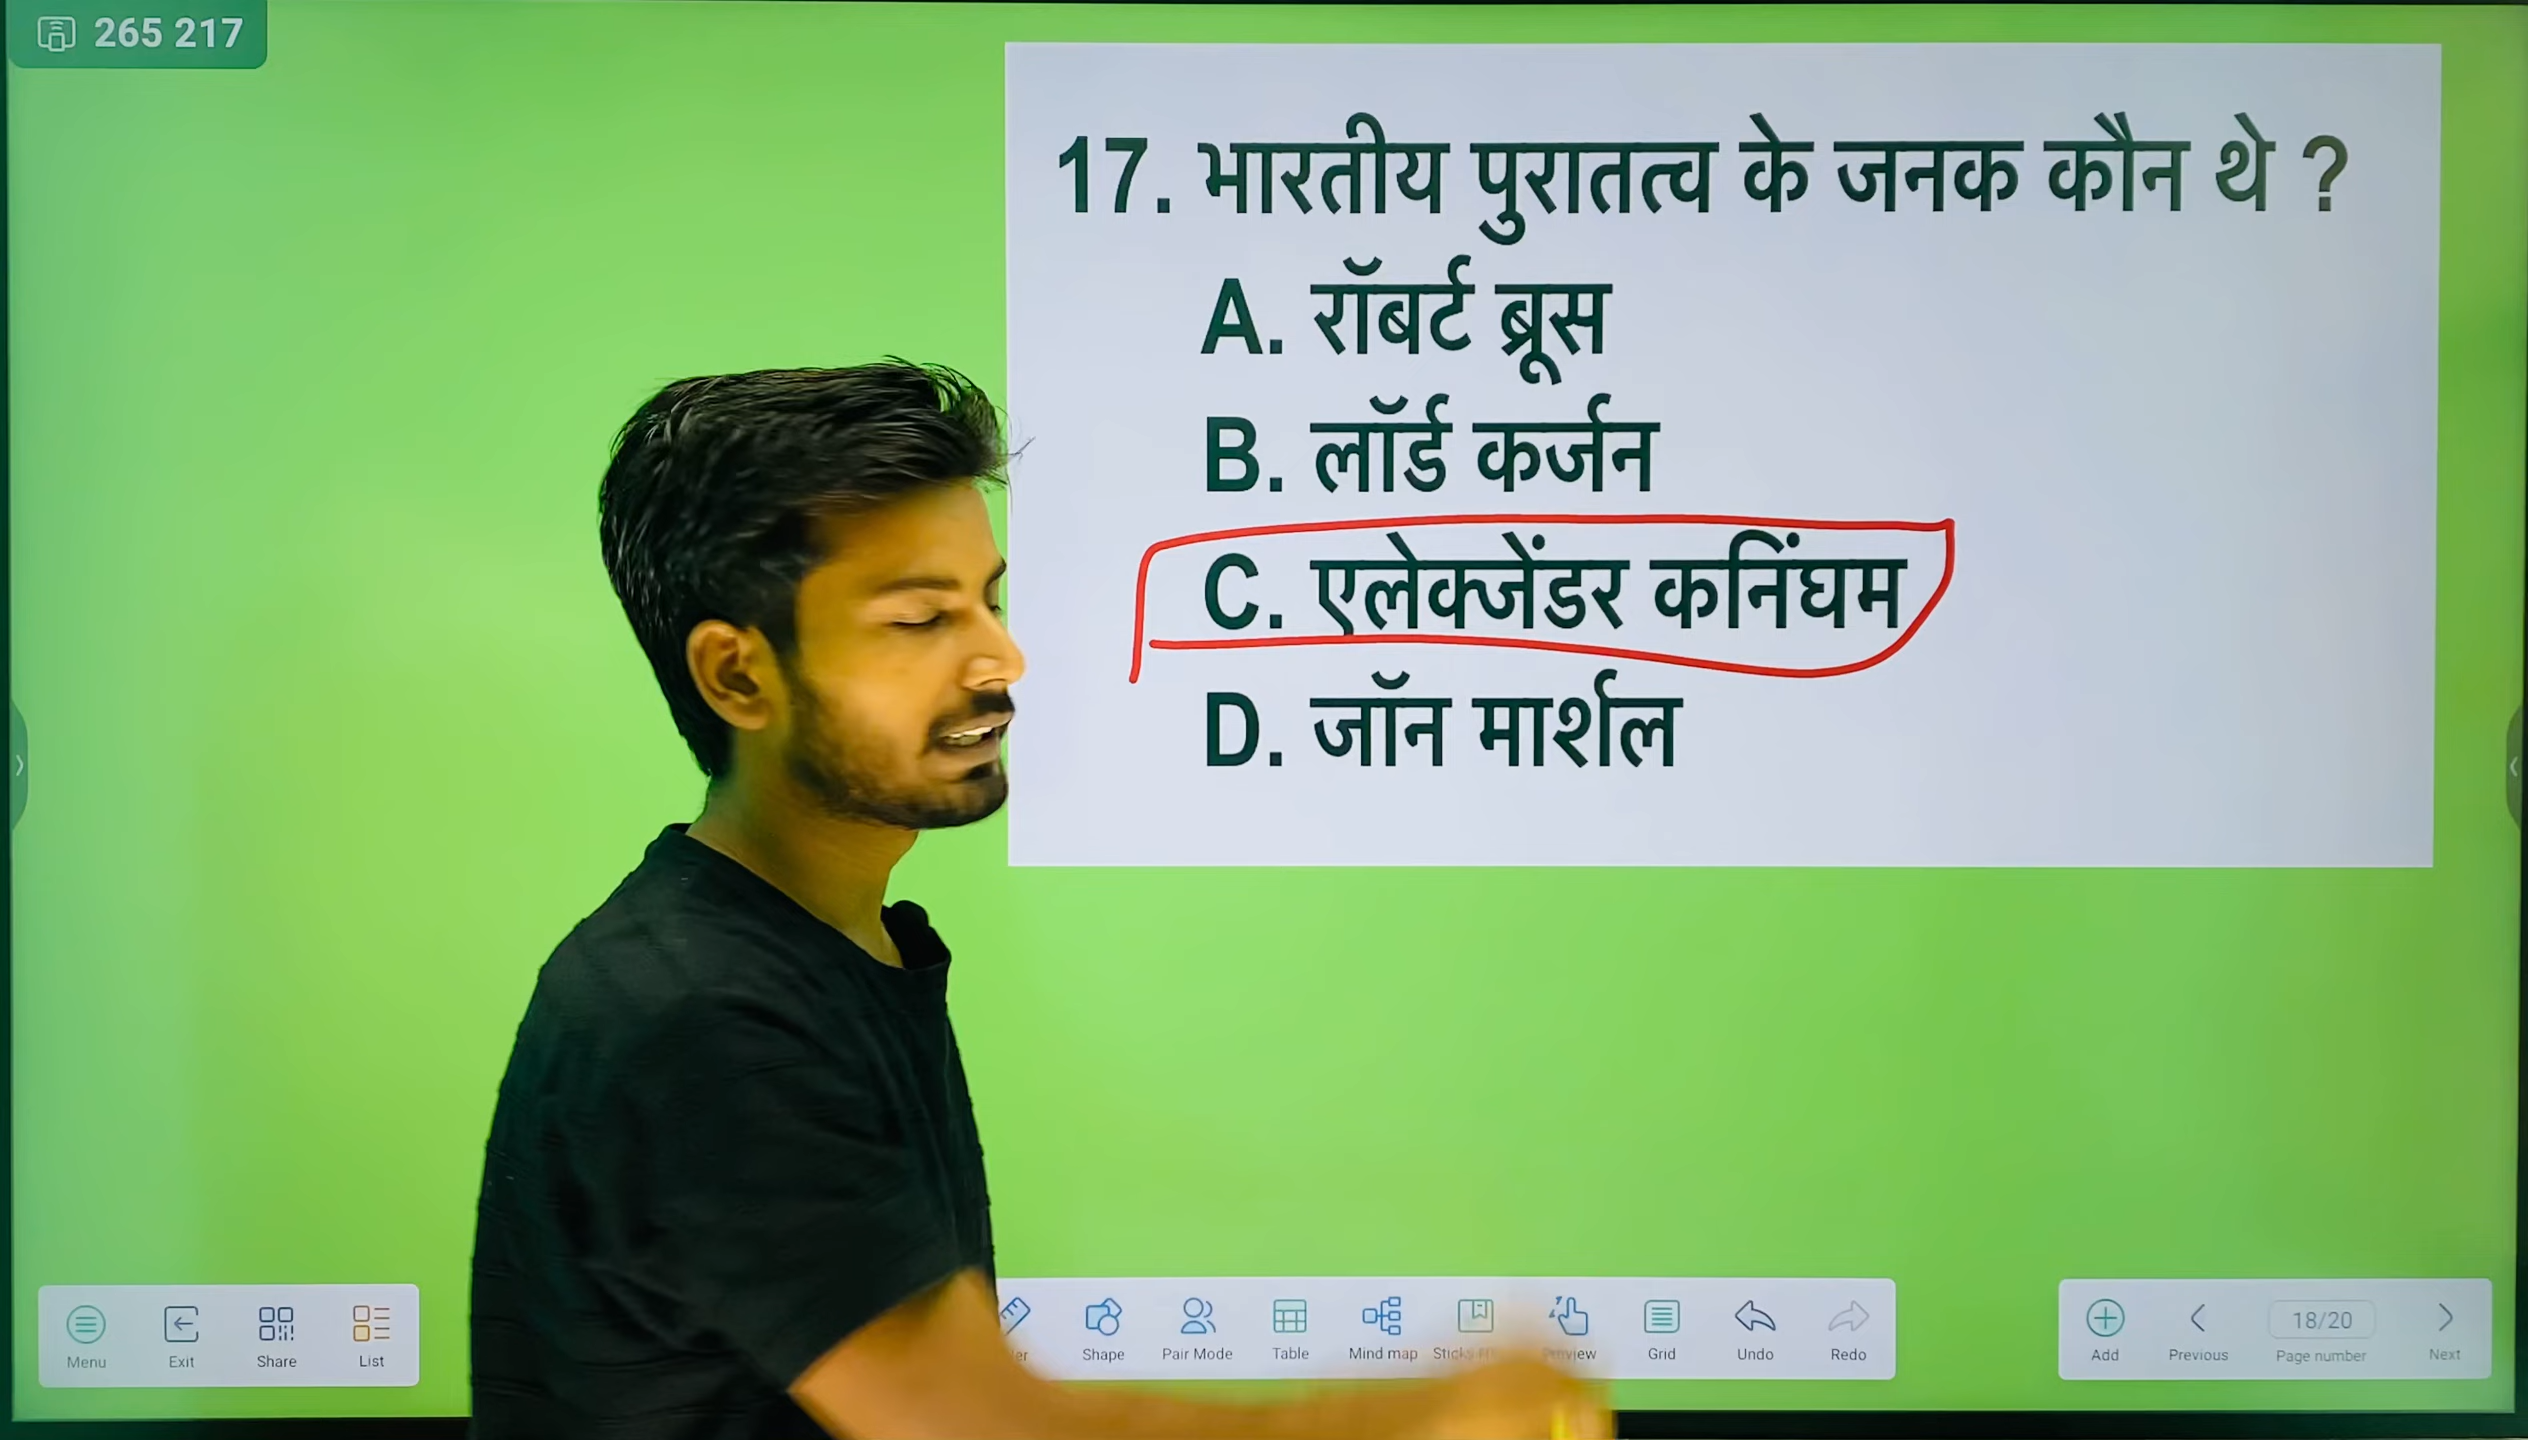 265 217
17. भारतीय पुरातत्व के जनक कौन थे ?
A. रॉबर्ट ब्रूस
B. लॉर्ड कर्जन
C. एलेक्जेंडर कनिंघम
D. जॉन मार्शल
Menu Exit Share List
Shape Pair Mode Table Mind map Grid Undo Redo
18/20
Add Previous Page number Next